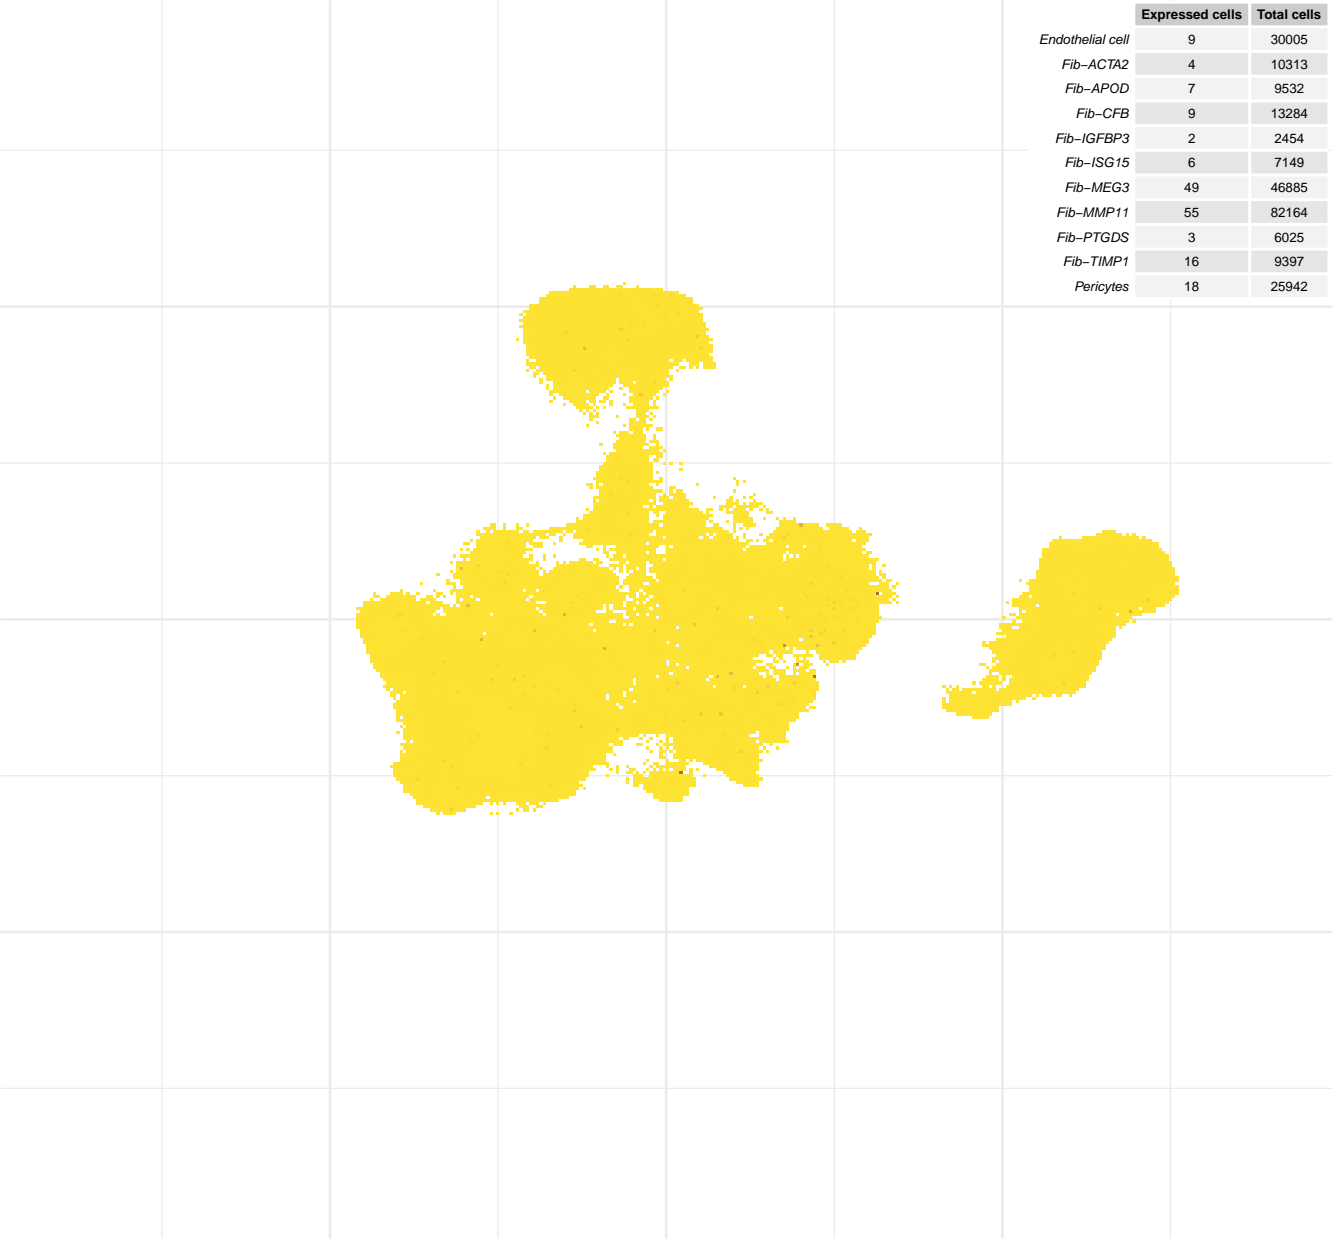 Expressed cells Total cells
Endothelial cell 9 30005
Fib−ACTA2 4 10313
Fib−APOD 7 9532
Fib−CFB 9 13284
Fib−IGFBP3 2 2454
Fib−ISG15 6 7149
Fib−MEG3 49 46885
Fib−MMP11 55 82164
Fib−PTGDS 3 6025
Fib−TIMP1 16 9397
Pericytes 18 25942